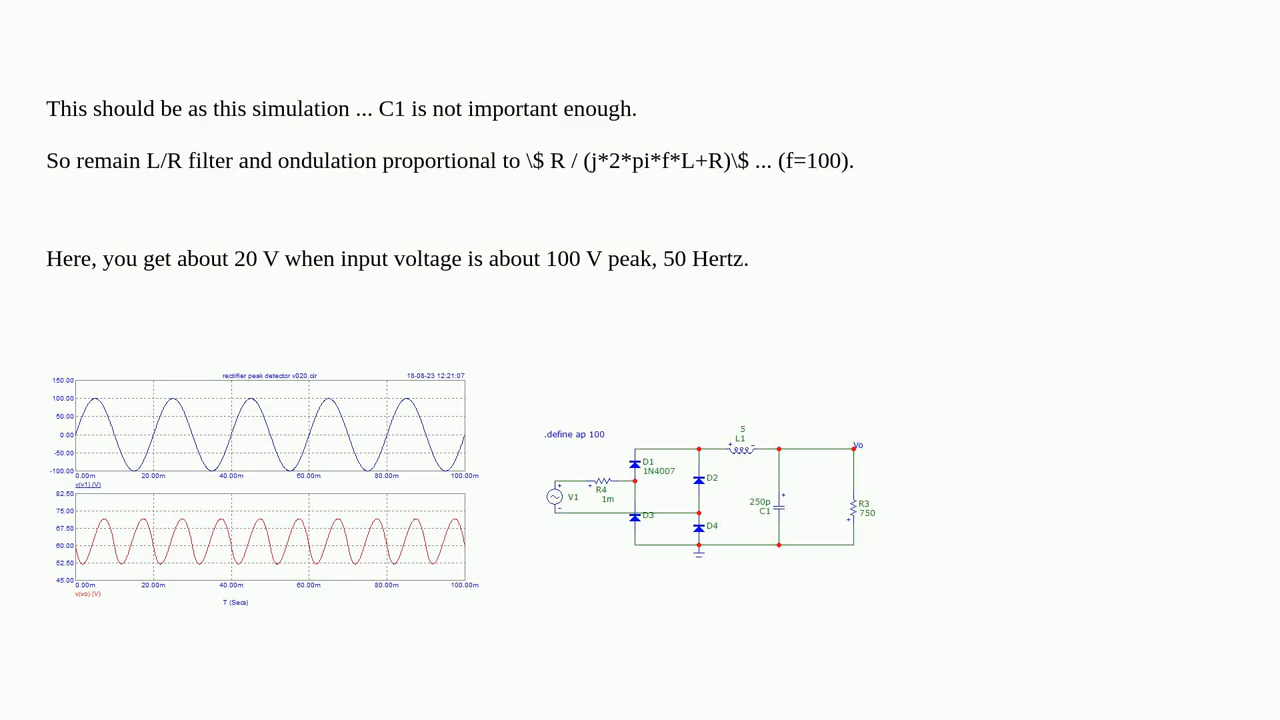 This should be as this simulation ... C1 is not important enough.
So remain L/R filter and ondulation proportional to \$ R / (j*2*pi*f*L+R)\$ ... (f=100).
Here, you get about 20 V when input voltage is about 100 V peak, 50 Hertz.
rectifier peak detector v020.cir 18-08-23 12:21:07
150.00
100.00
50.00
0.00
-50.00
-100.00
0.00m 20.00m 40.00m 60.00m 80.00m 100.00m
v(v1) (V)
82.50
75.00
67.50
60.00
52.50
45.00
0.00m 20.00m 40.00m 60.00m 80.00m 100.00m
v(vo) (V)
T (Secs)
.define ap 100
5
L1
Vo
D1
1N4007
D2
R4
1m
V1
D3
D4
250p
C1
R3
750